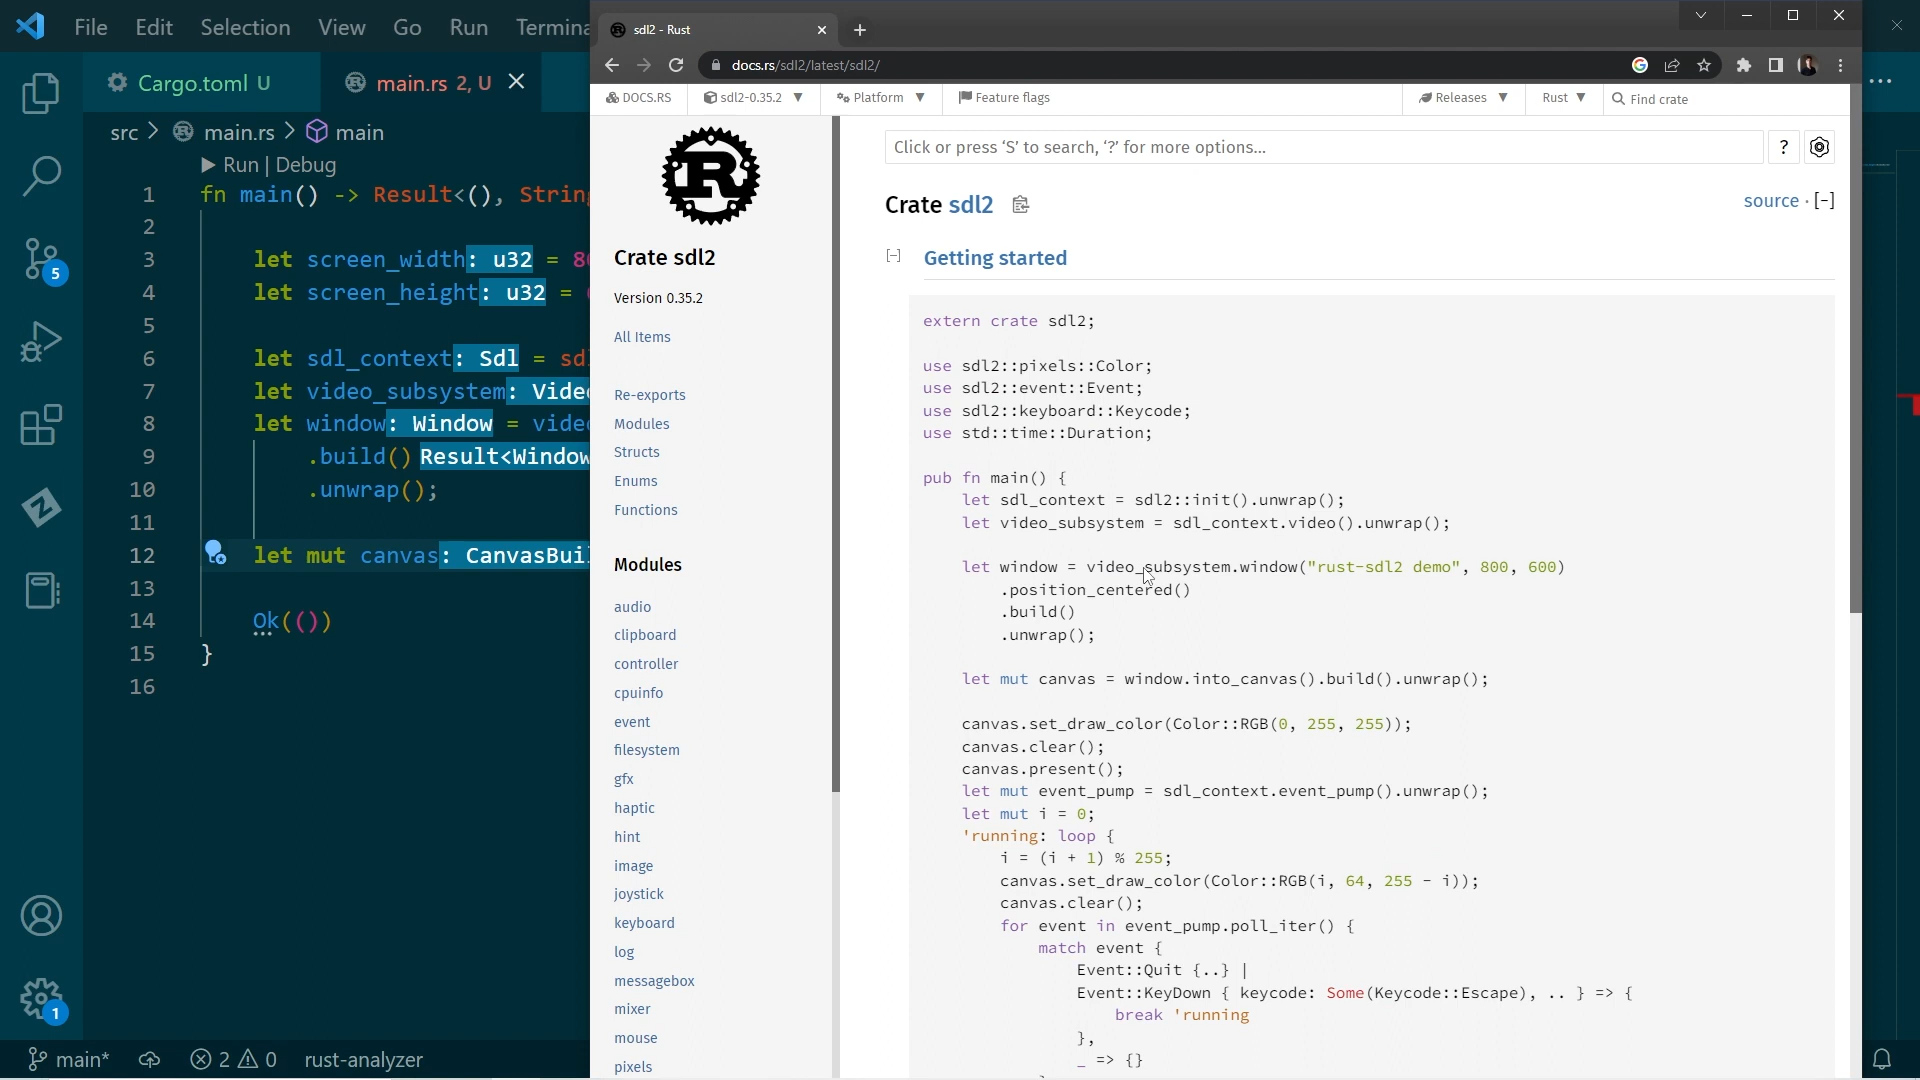 File Edit Selection View Go Run Termina
Cargo.toml U
main.rs 2, U
src > main.rs > main
Run | Debug
1 fn main() -> Result<(), String
2
3 let screen_width: u32 = 80
4 let screen_height: u32 =
5
6 let sdl_context: Sdl = sdl
7 let video_subsystem: Video
8 let window: Window = video
9 .build() Result<Window
10 .unwrap();
11
12 let mut canvas: CanvasBuil
13
14 Ok(())
15 }
16
5
1
main* 2 0 rust-analyzer
sdl2 - Rust
docs.rs/sdl2/latest/sdl2/
DOCS.RS sdl2-0.35.2 Platform Feature flags Releases Rust Find crate
R
Crate sdl2
Version 0.35.2
All Items
Re-exports
Modules
Structs
Enums
Functions
Modules
audio
clipboard
controller
cpuinfo
event
filesystem
gfx
haptic
hint
image
joystick
keyboard
log
messagebox
mixer
mouse
pixels
Click or press ‘S’ to search, ‘?’ for more options...
?
Crate sdl2
source · [-]
[-] Getting started
extern crate sdl2;
use sdl2::pixels::Color;
use sdl2::event::Event;
use sdl2::keyboard::Keycode;
use std::time::Duration;
pub fn main() {
let sdl_context = sdl2::init().unwrap();
let video_subsystem = sdl_context.video().unwrap();
let window = video_subsystem.window("rust-sdl2 demo", 800, 600)
.position_centered()
.build()
.unwrap();
let mut canvas = window.into_canvas().build().unwrap();
canvas.set_draw_color(Color::RGB(0, 255, 255));
canvas.clear();
canvas.present();
let mut event_pump = sdl_context.event_pump().unwrap();
let mut i = 0;
'running: loop {
i = (i + 1) % 255;
canvas.set_draw_color(Color::RGB(i, 64, 255 - i));
canvas.clear();
for event in event_pump.poll_iter() {
match event {
Event::Quit {..} |
Event::KeyDown { keycode: Some(Keycode::Escape), .. } => {
break 'running
},
_ => {}